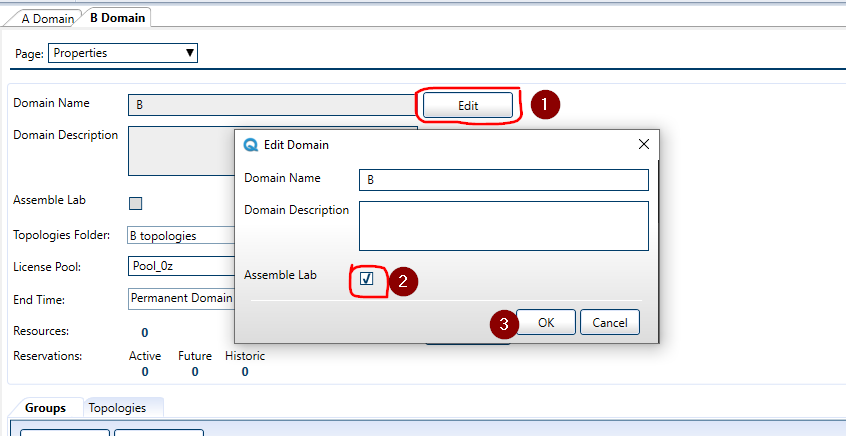 A Domain B Domain
Page: Properties
Domain Name B Edit 1
Domain Description
Edit Domain
Domain Name B
Domain Description
Assemble Lab 2
OK Cancel 3
Assemble Lab
Topologies Folder: B topologies
License Pool: Pool_0z
End Time: Permanent Domain
Resources: 0
Reservations: Active Future Historic
0 0 0
Groups Topologies